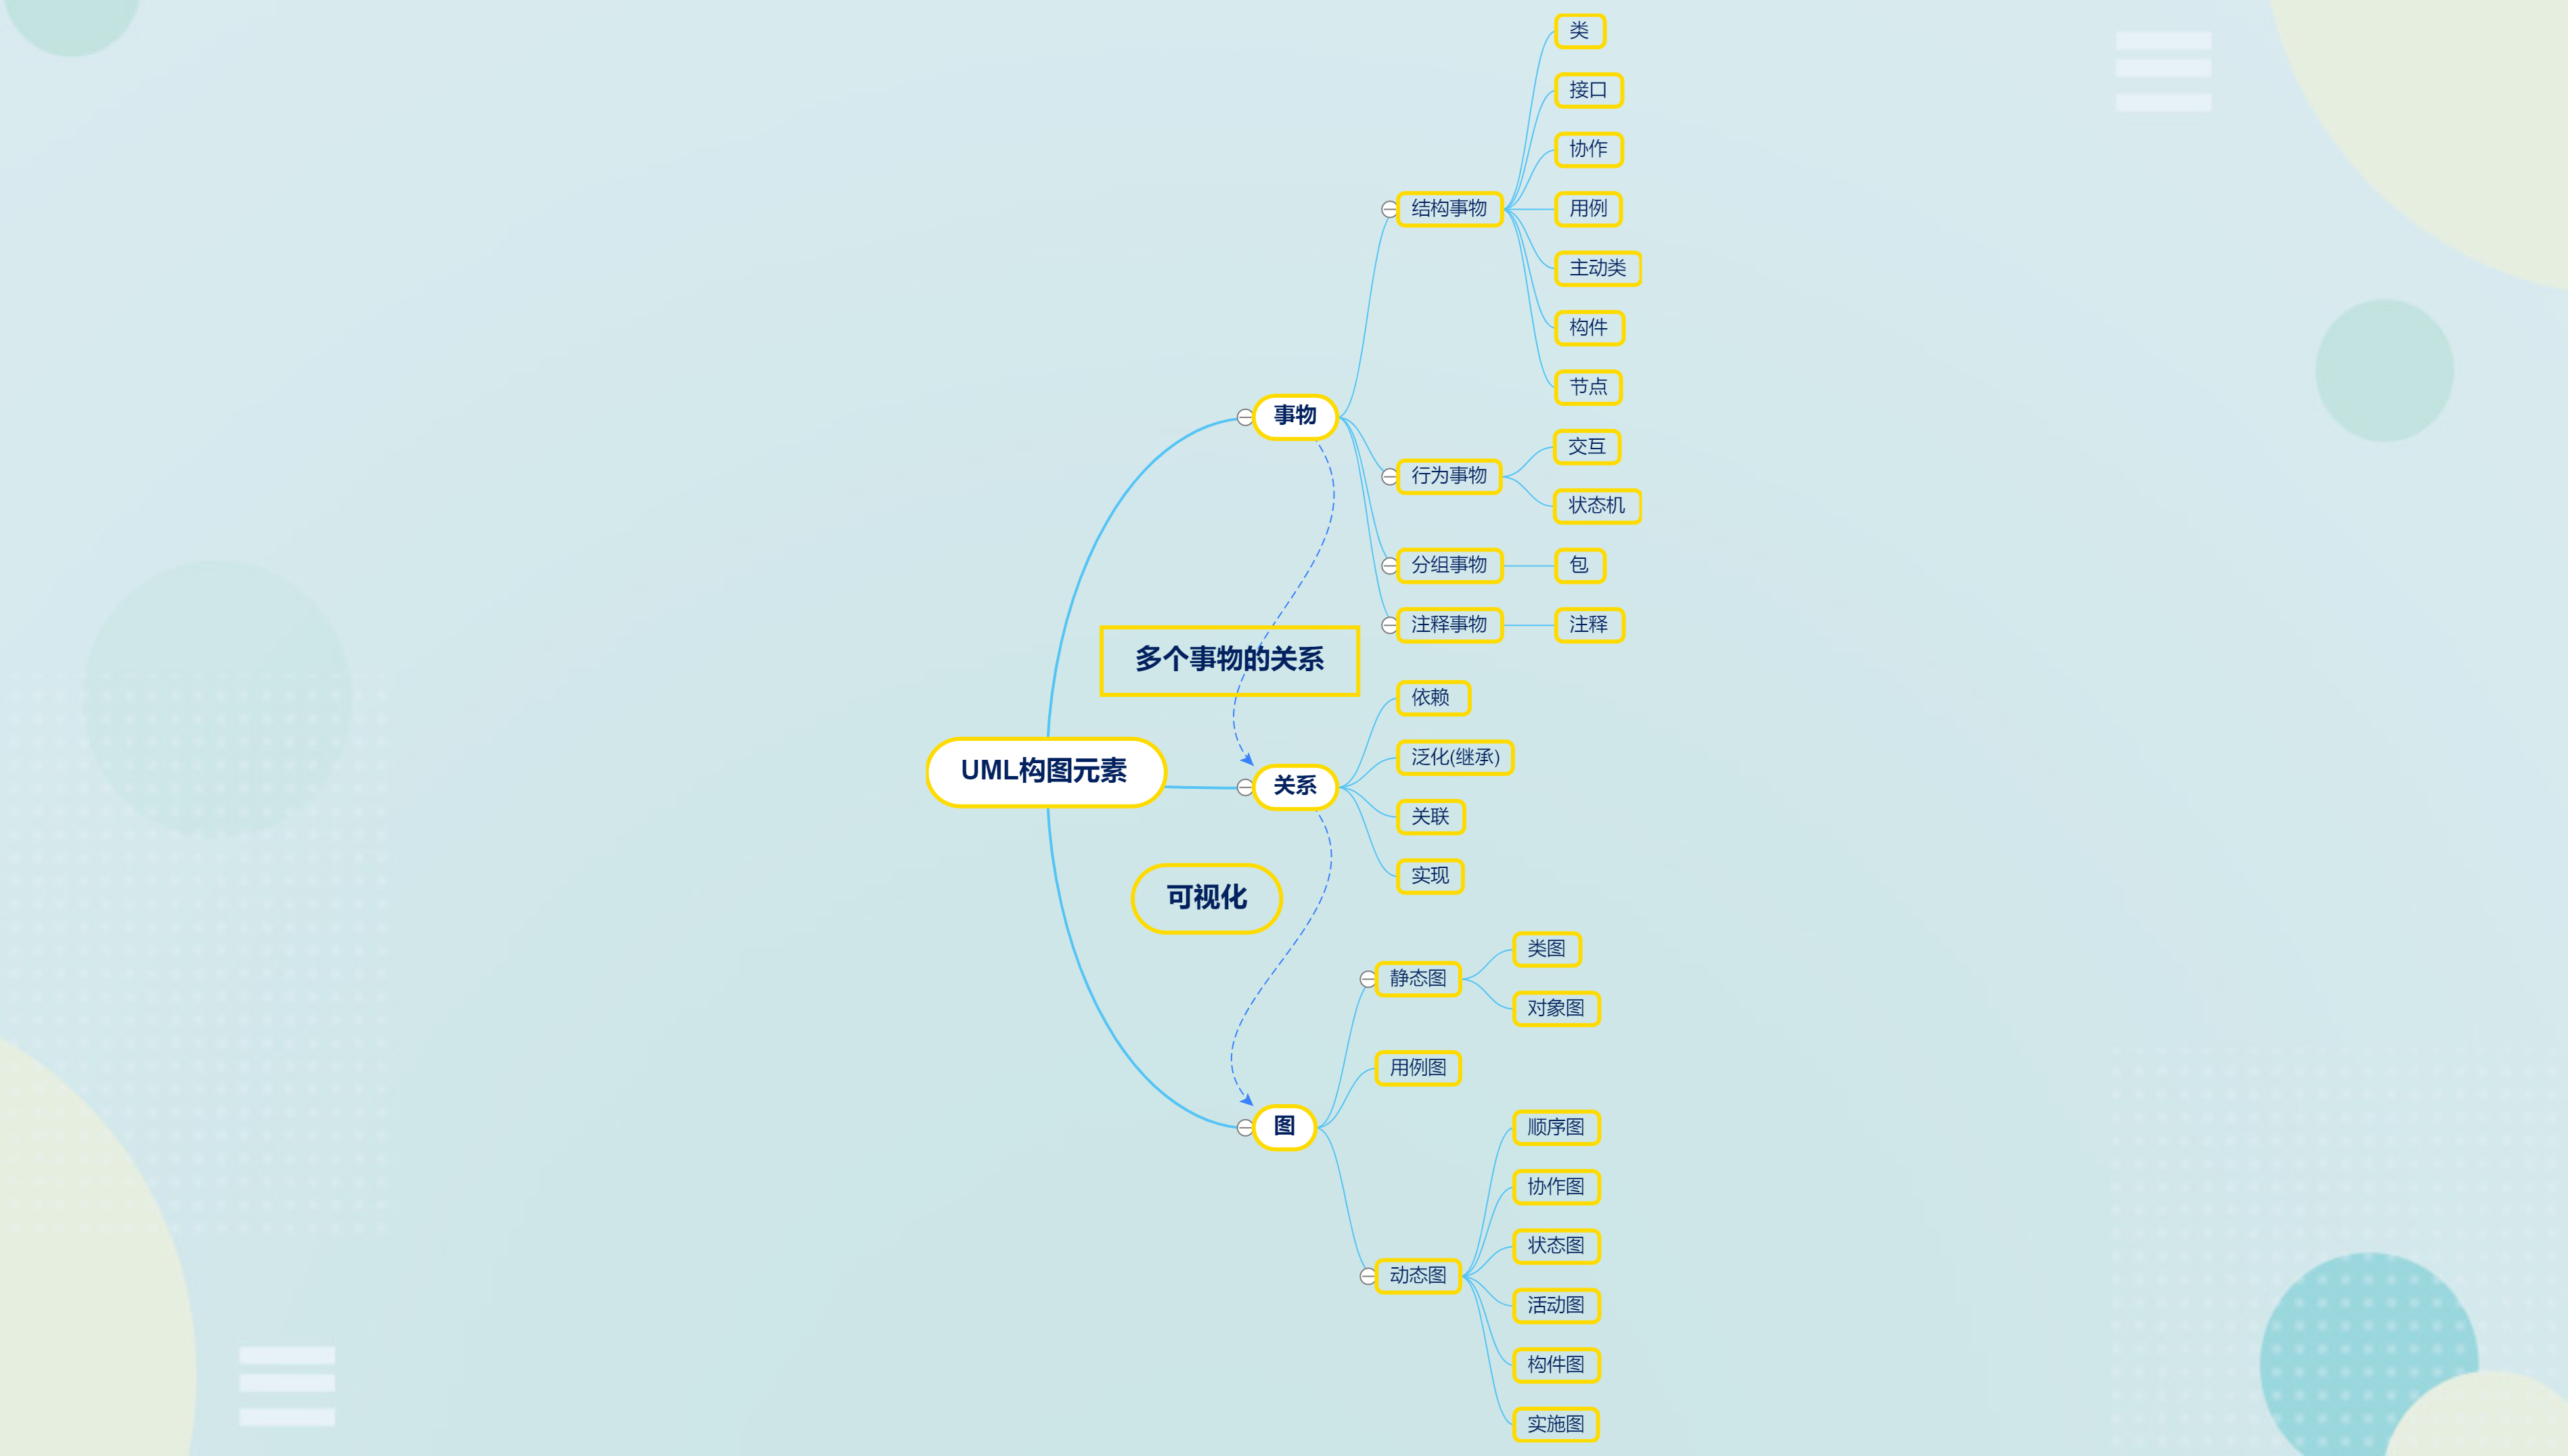 UML构图元素
事物
结构事物
类
接口
协作
用例
主动类
构件
节点
行为事物
交互
状态机
分组事物
包
注释事物
注释
多个事物的关系
关系
依赖
泛化(继承)
关联
实现
可视化
图
静态图
类图
对象图
用例图
动态图
顺序图
协作图
状态图
活动图
构件图
实施图